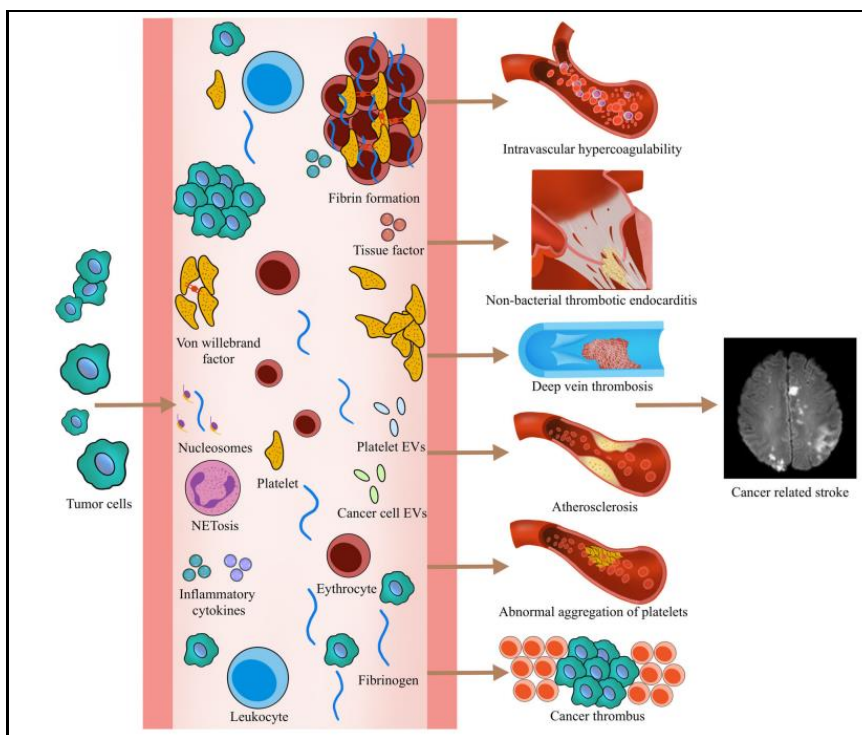 Intravascular hypercoagulability
Fibrin formation
Tissue factor
Non-bacterial thrombotic endocarditis
Von willebrand
factor
Deep vein thrombosis
Nucleosomes
Platelet EVs
Platelet
Tumor cells
Cancer cell EVs
NETosis
Atherosclerosis
Cancer related stroke
Inflammatory
cytokines
Eythrocyte
Abnormal aggregation of platelets
Fibrinogen
Leukocyte
Cancer thrombus